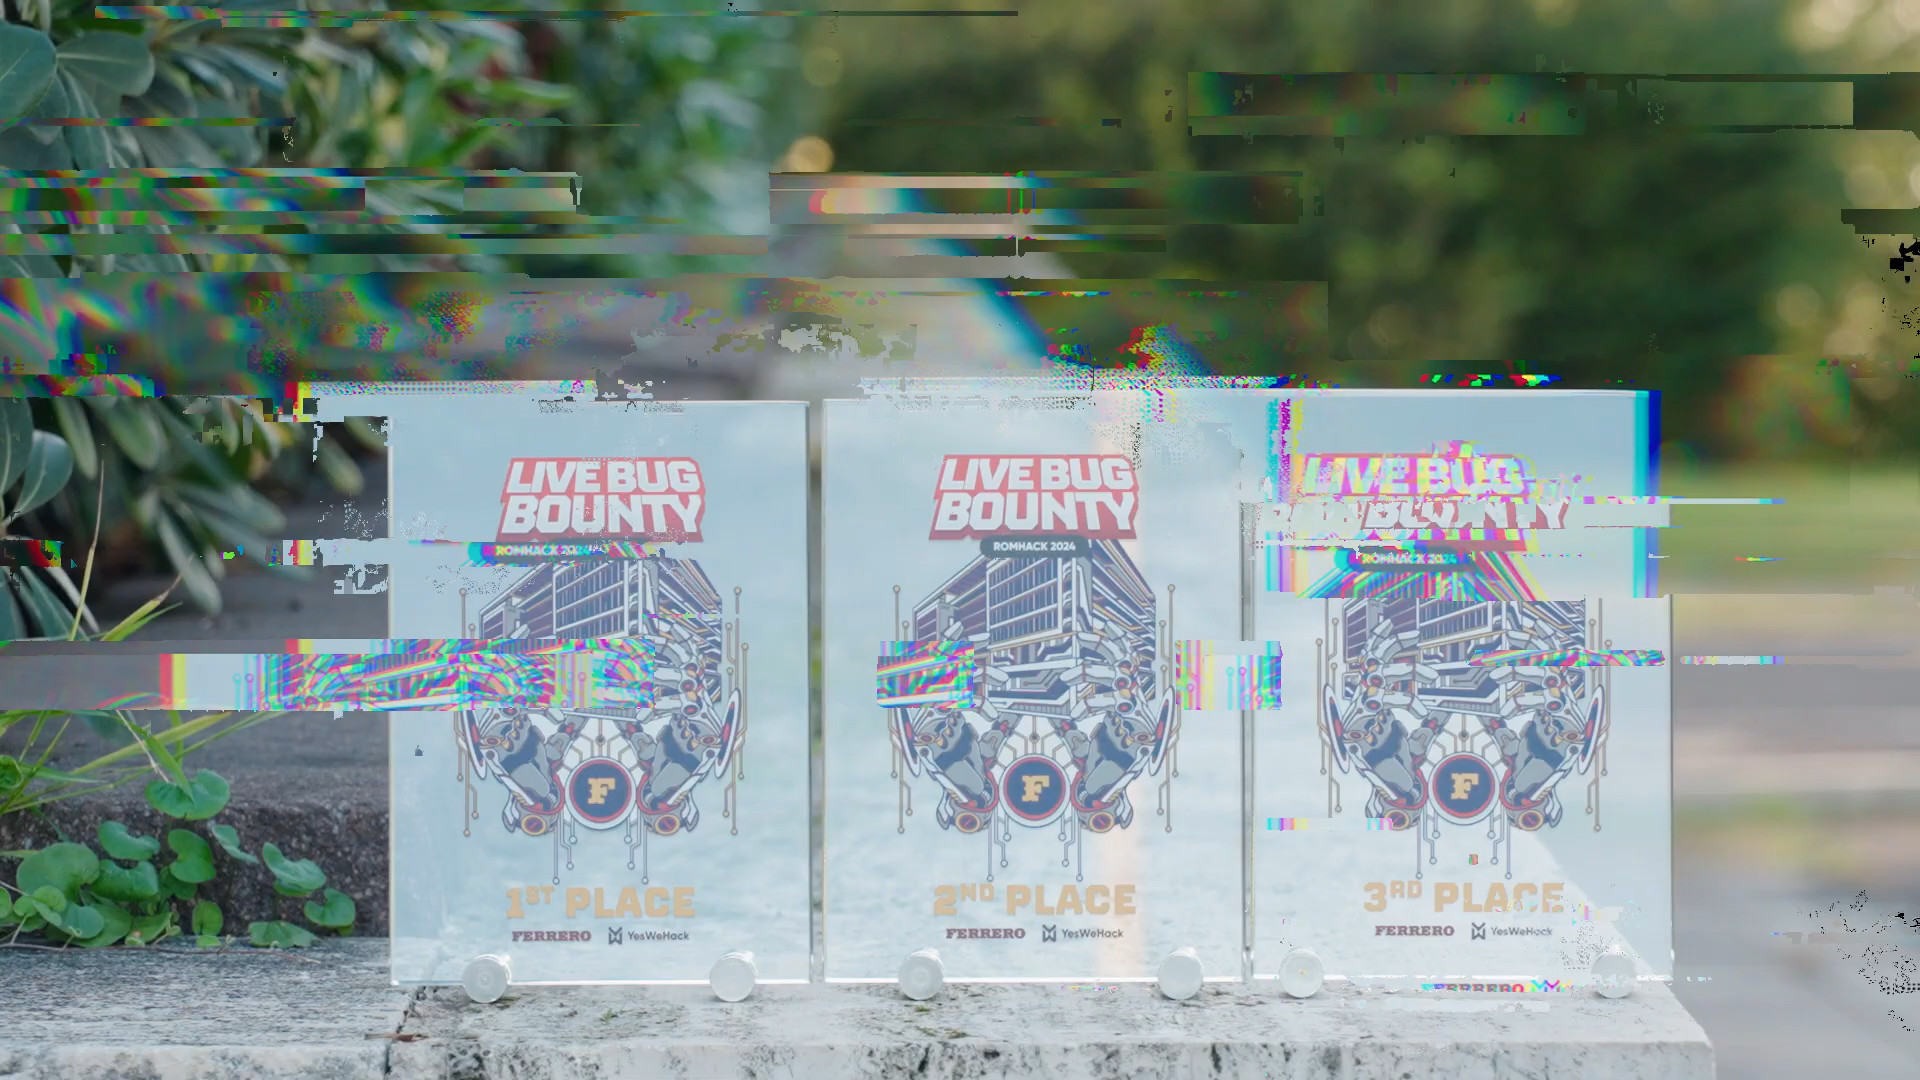 LIVE BUG
BOUNTY
ROMHACK 2024
F
1ST PLACE
FERRERO YesWeHack
LIVE BUG
BOUNTY
ROMHACK 2024
F
2ND PLACE
FERRERO YesWeHack
LIVE BUG
BOUNTY
ROMHACK 2024
F
3RD PLACE
FERRERO YesWeHack
FERRERO